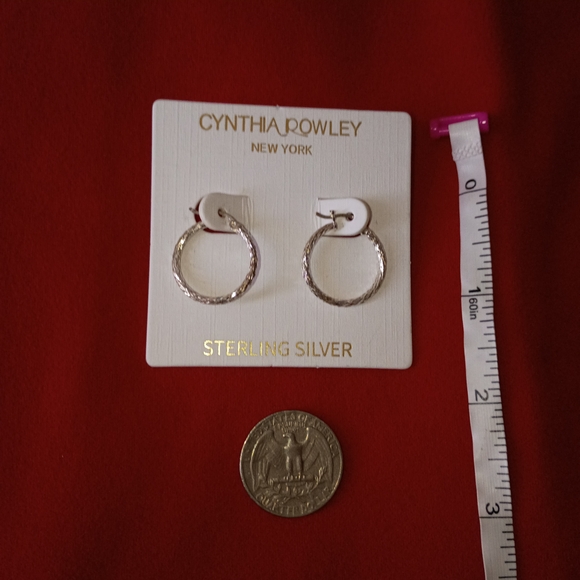 CYNTHIA ROWLEY
NEW YORK
STERLING SILVER
0
1
60in
2
3